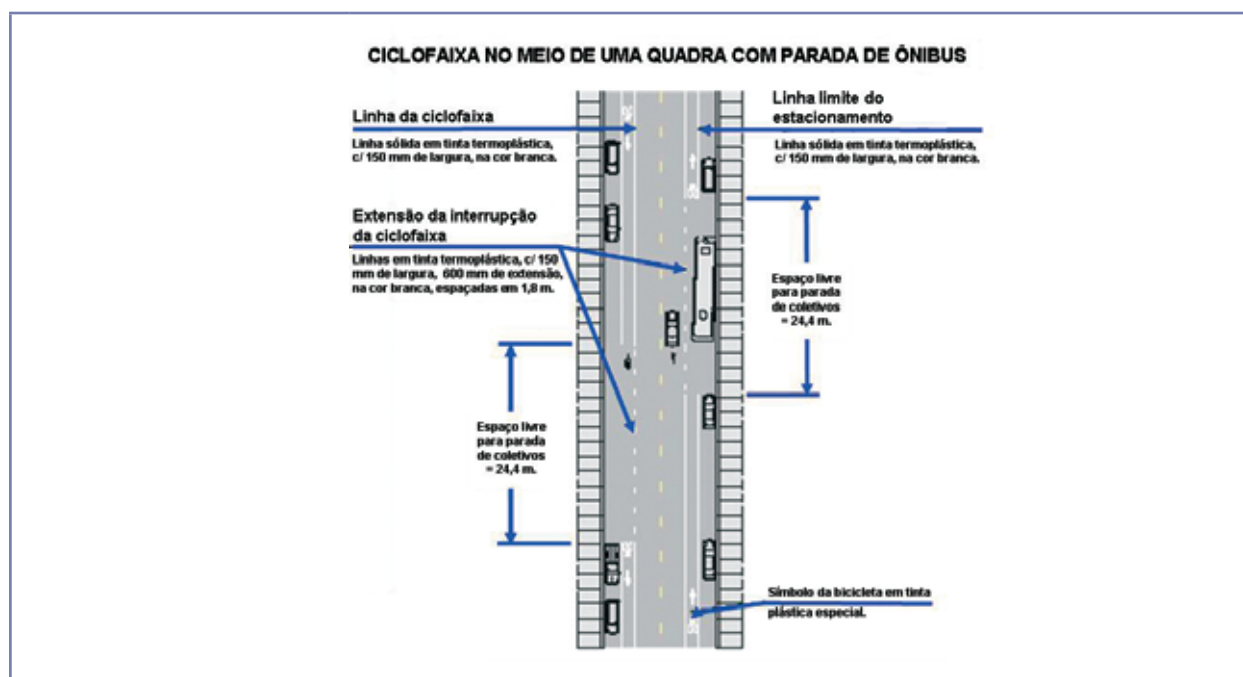 CICLOFAIXA NO MEIO DE UMA QUADRA COM PARADA DE ÔNIBUS
Linha da ciclofaixa
Linha sólida em tinta termoplástica,
c/ 150 mm de largura, na cor branca.
Linha limite do
estacionamento
Linha sólida em tinta termoplástica,
c/ 150 mm de largura, na cor branca.
Extensão da interrupção
da ciclofaixa
Linhas em tinta termoplástica, c/ 150
mm de largura, 600 mm de extensão,
na cor branca, espaçadas em 1,8 m.
Espaço livre
para parada
de coletivos
= 24,4 m.
Espaço livre
para parada
de coletivos
= 24,4 m.
Símbolo da bicicleta em tinta
plástica especial.